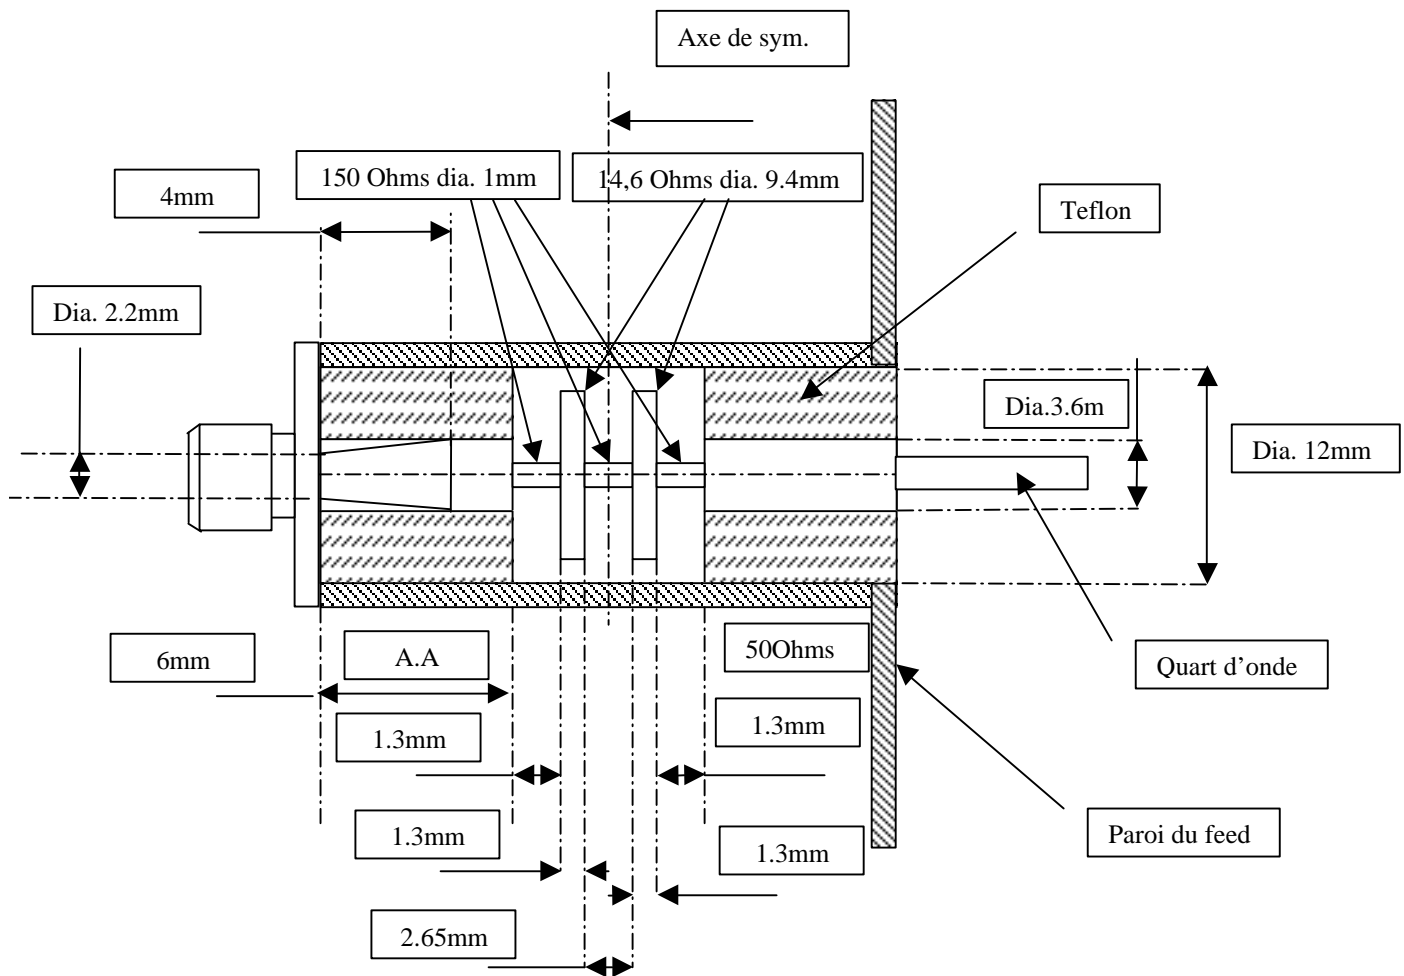 Axe de sym.
150 Ohms dia. 1mm
14,6 Ohms dia. 9.4mm
4mm
Teflon
Dia. 2.2mm
Dia.3.6m
Dia. 12mm
6mm
A.A
50Ohms
Quart d’onde
1.3mm
1.3mm
1.3mm
1.3mm
Paroi du feed
2.65mm